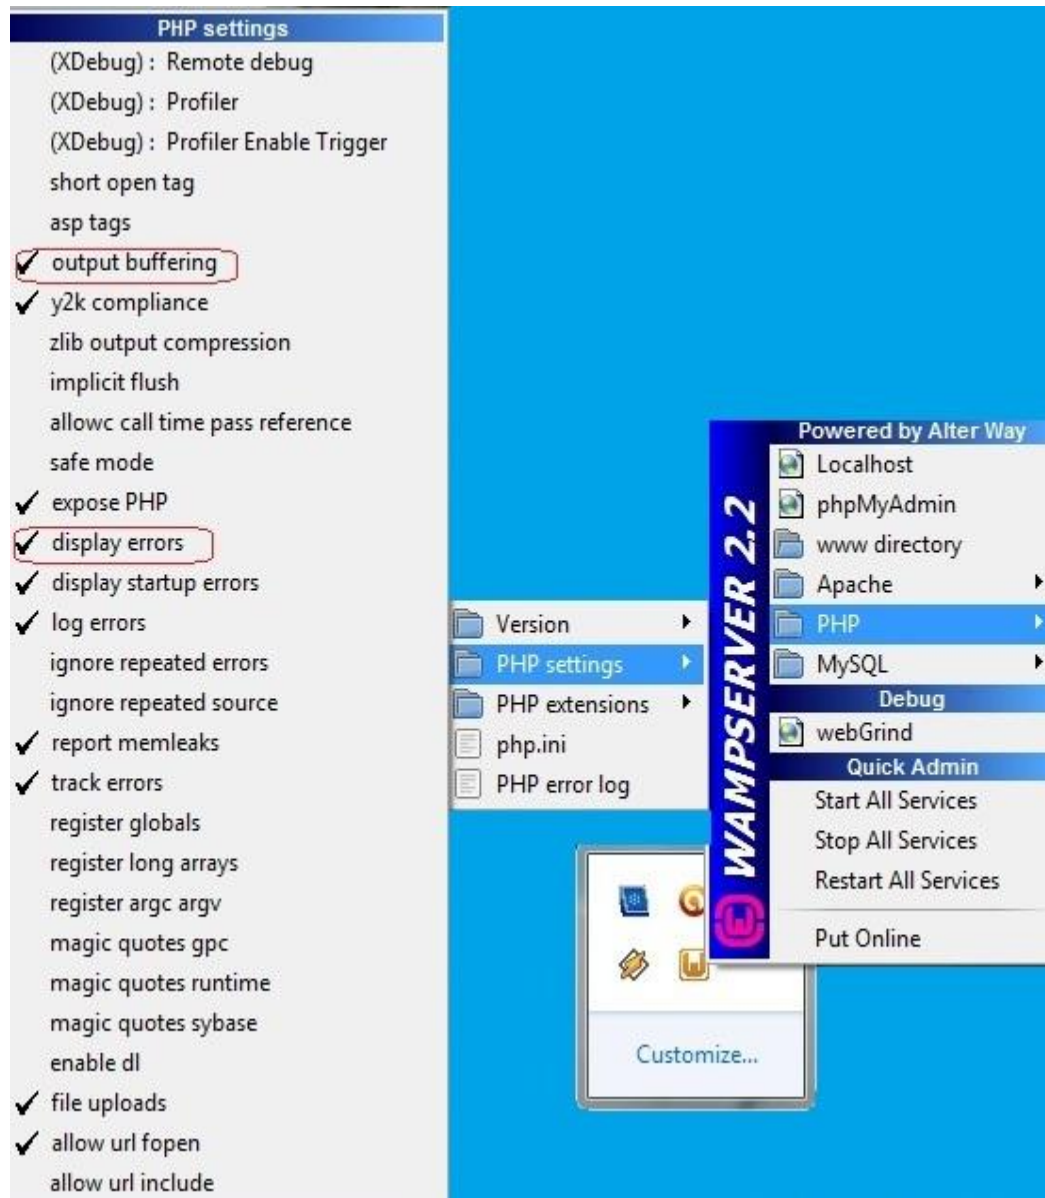 PHP settings
(XDebug) : Remote debug
(XDebug) : Profiler
(XDebug) : Profiler Enable Trigger
short open tag
asp tags
output buffering
y2k compliance
zlib output compression
implicit flush
allowc call time pass reference
safe mode
expose PHP
display errors
display startup errors
log errors
ignore repeated errors
ignore repeated source
report memleaks
track errors
register globals
register long arrays
register argc argv
magic quotes gpc
magic quotes runtime
magic quotes sybase
enable dl
file uploads
allow url fopen
allow url include
Version
PHP settings
PHP extensions
php.ini
PHP error log
WAMPSERVER 2.2
Powered by Alter Way
Localhost
phpMyAdmin
www directory
Apache
PHP
MySQL
Debug
webGrind
Quick Admin
Start All Services
Stop All Services
Restart All Services
Put Online
Customize...